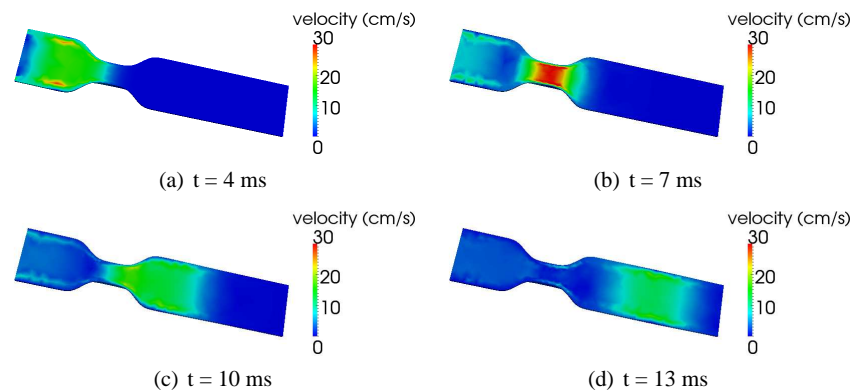 velocity (cm/s)
30
20
10
0
(a) t = 4 ms
velocity (cm/s)
30
20
10
0
(b) t = 7 ms
velocity (cm/s)
30
20
10
0
(c) t = 10 ms
velocity (cm/s)
30
20
10
0
(d) t = 13 ms